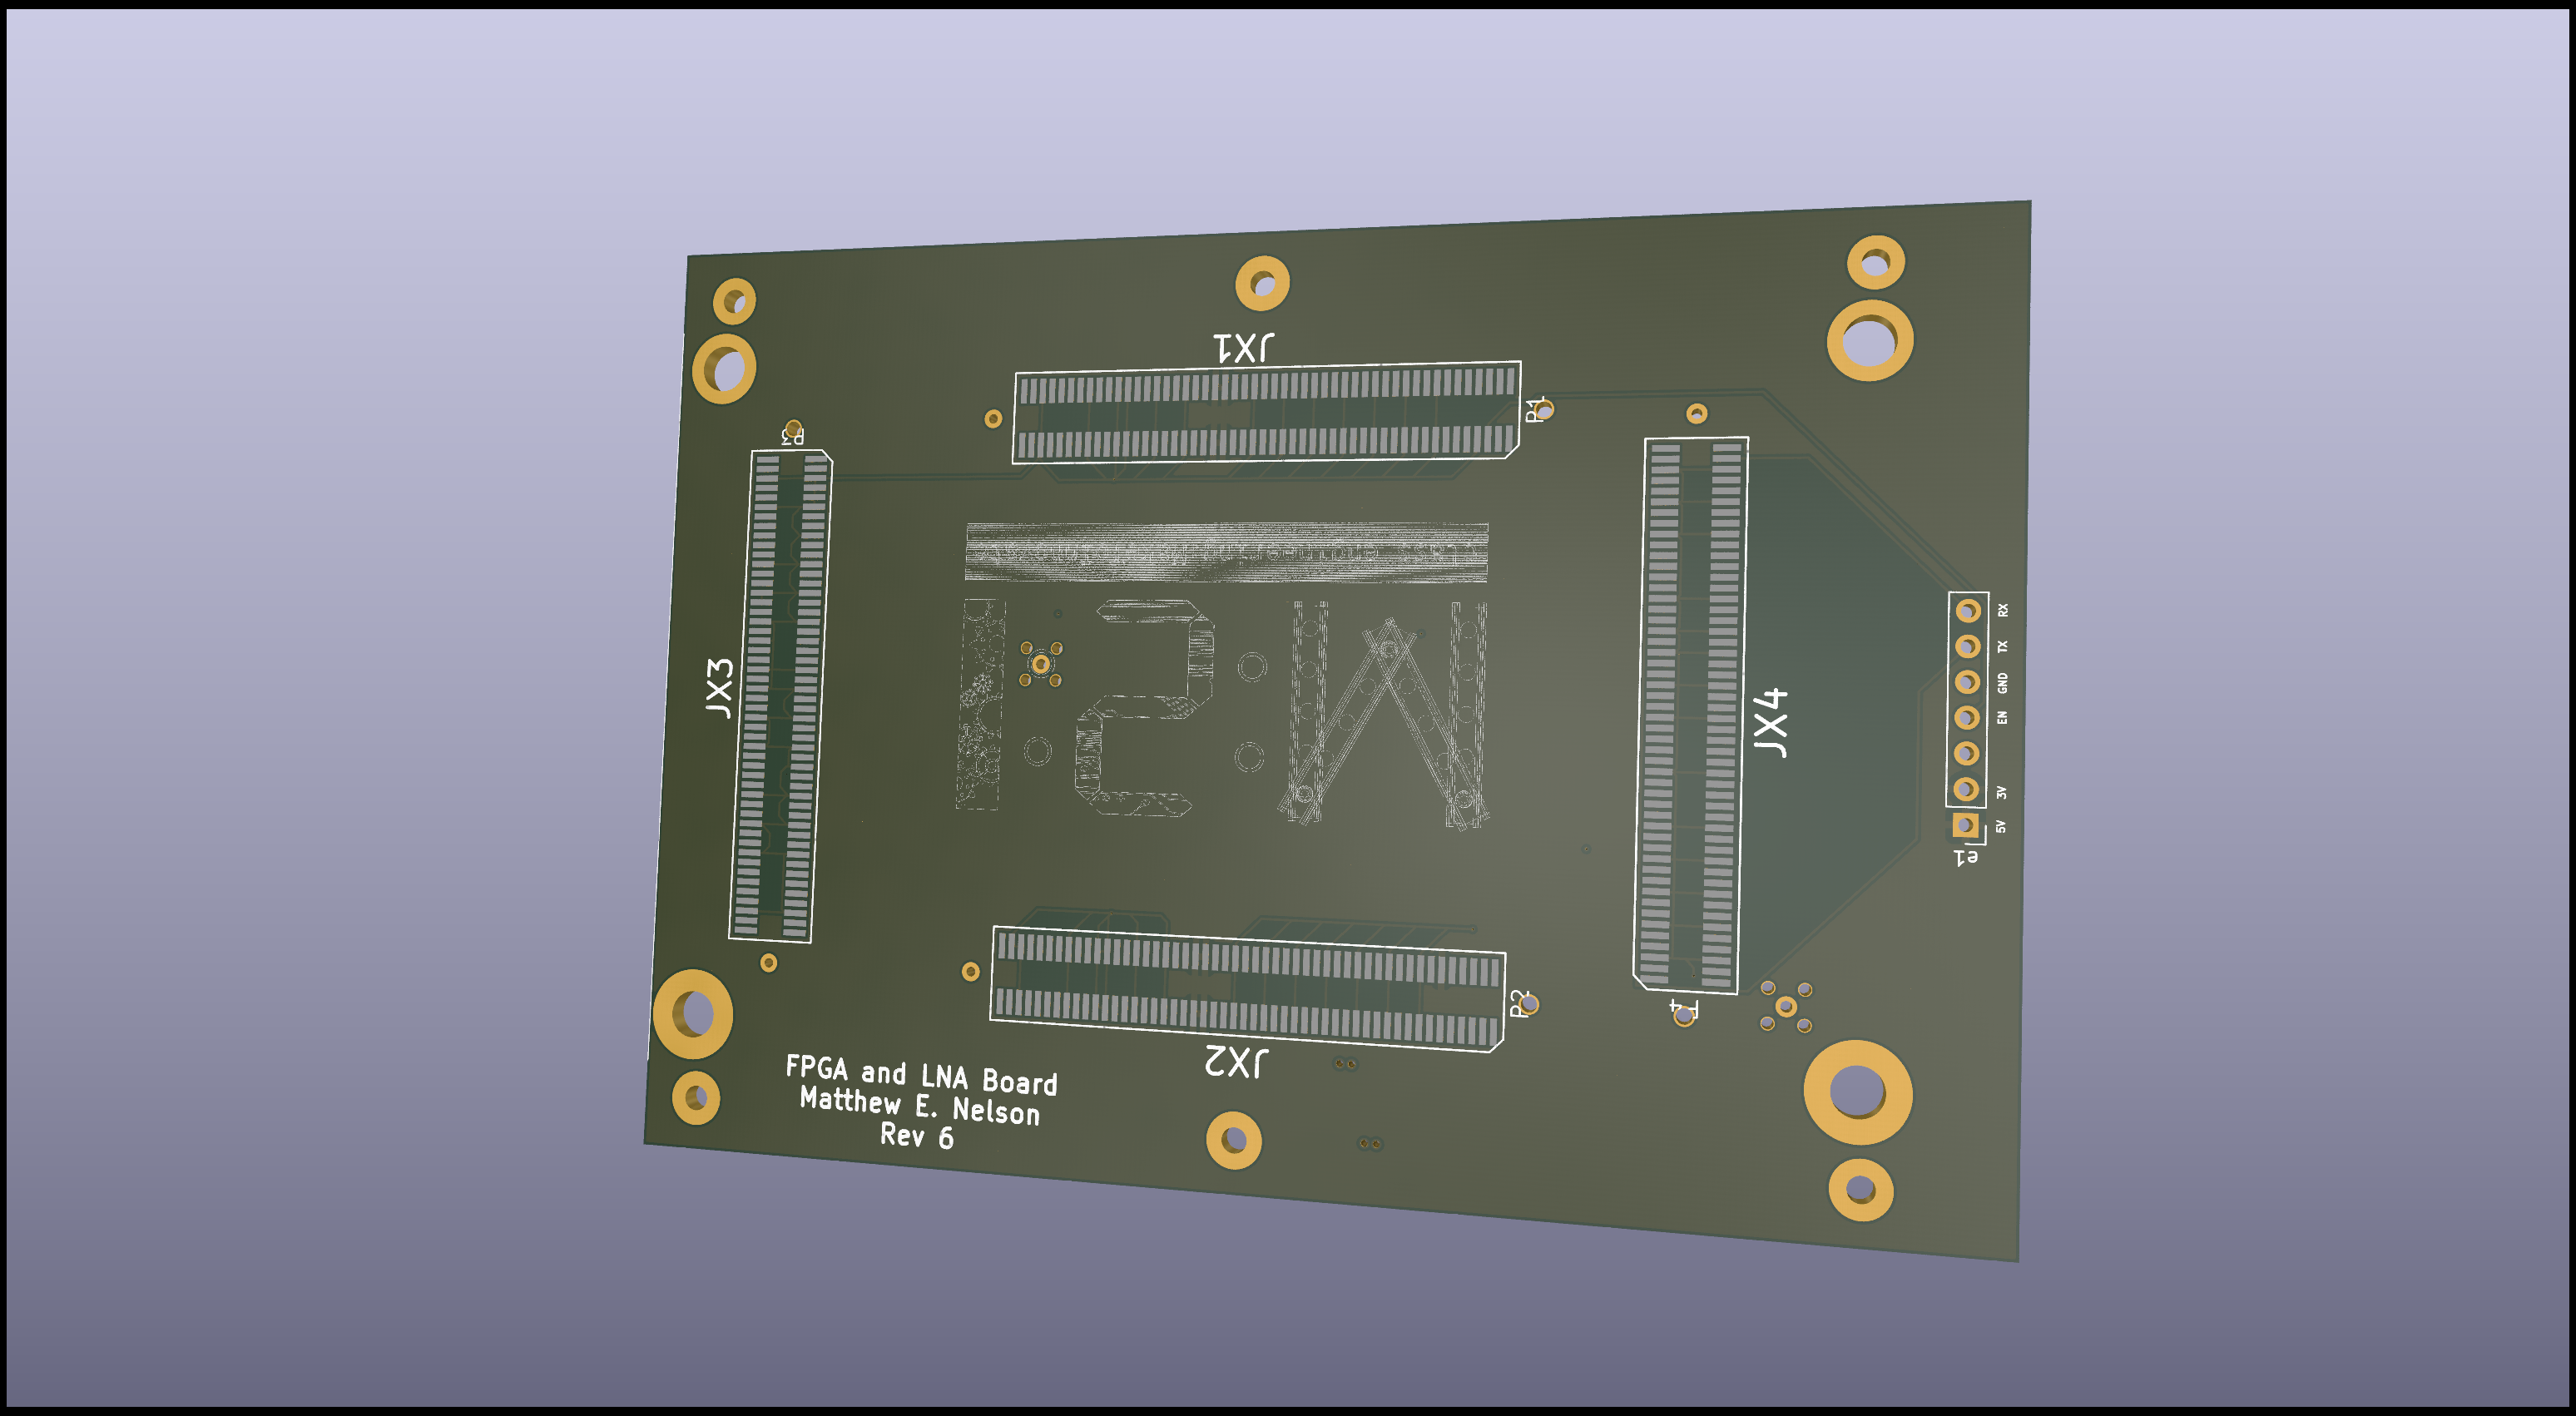 JX1
P1
P3
JX3
JX4
RX
TX
GND
EN
3V
5V
e1
P2
JX2
FPGA and LNA Board
Matthew E. Nelson
Rev 6